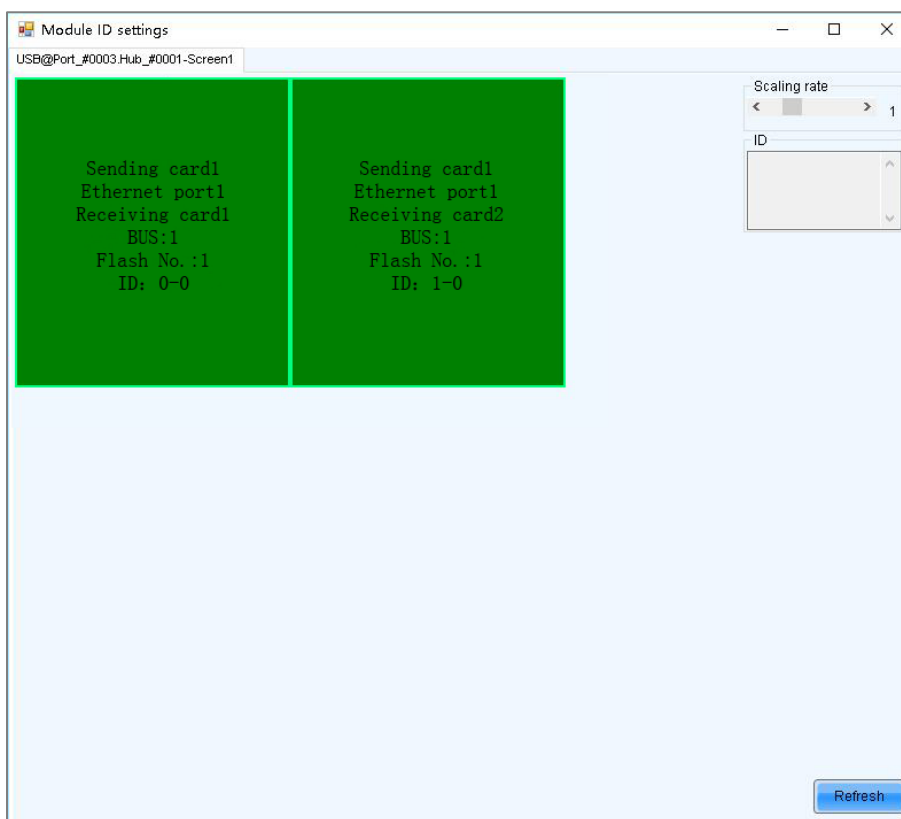 Module ID settings
USB@Port_#0003.Hub_#0001-Screen1
Sending card1
Ethernet port1
Receiving card1
BUS:1
Flash No.:1
ID: 0-0
Sending card1
Ethernet port1
Receiving card2
BUS:1
Flash No.:1
ID: 1-0
Scaling rate
1
ID
Refresh